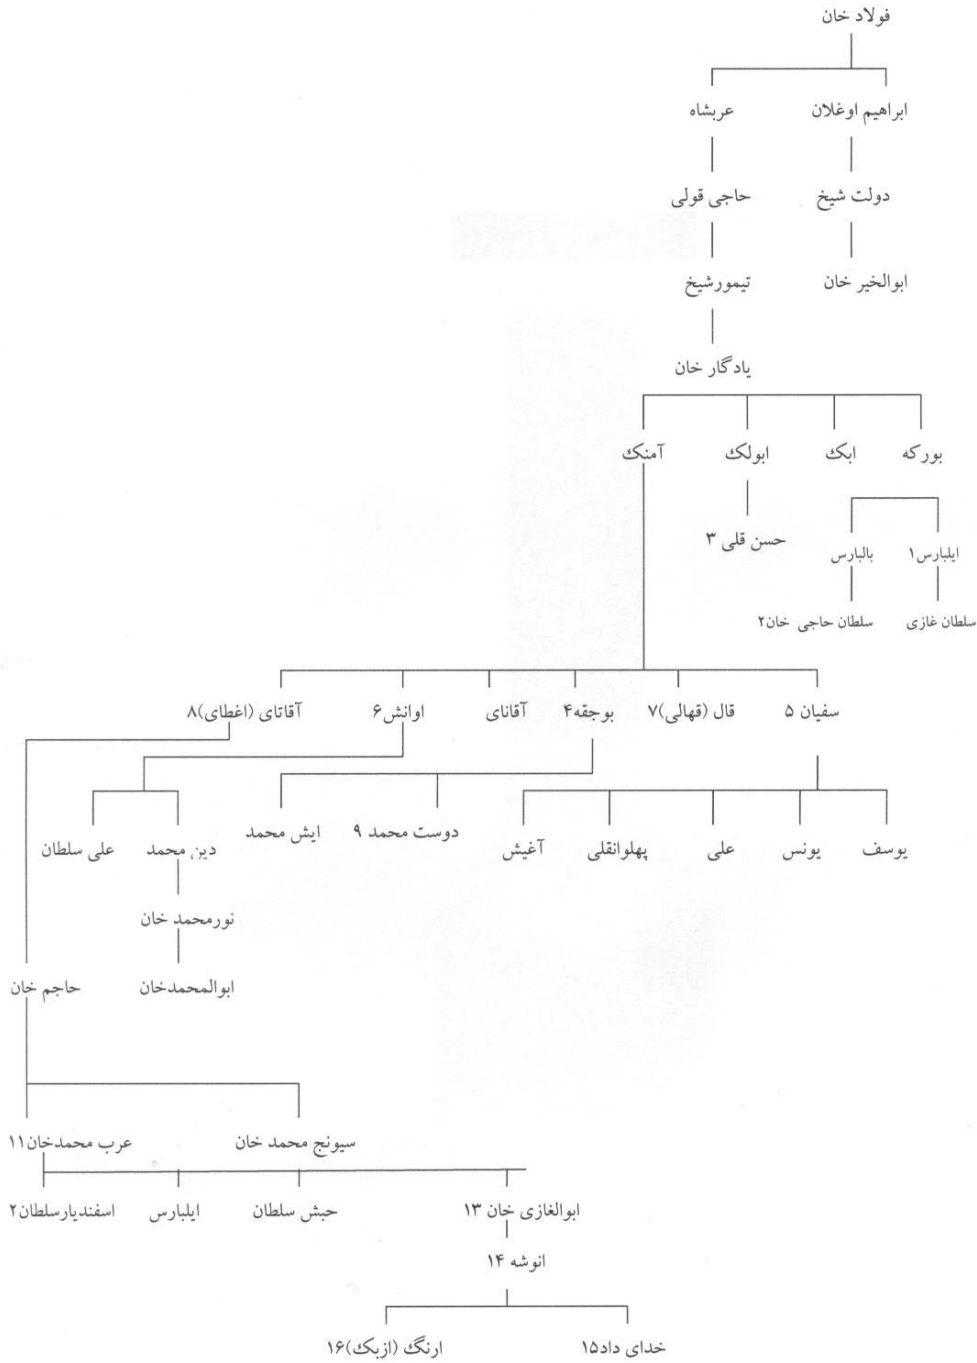 فولاد خان
ابراهیم اوغلان عربشاه
دولت شیخ حاجی قولی
ابوالخیر خان تیمورشیخ
یادگار خان
بورکه ابک ابولک آمنک
حسن قلی ۳
ایلبارس۱ بالبارس
سلطان غازی سلطان حاجی خان۲
سفیان ۵ قال (قهالی)۷ بوجقه۴ آقانای اوانش۶ آقاتای (اغطای)۸
یوسف یونس علی پهلوانقلی آغیش دوست محمد ۹ ایش محمد دین محمد علی سلطان
نورمحمد خان
ابوالمحمدخان حاجم خان
سیونج محمد خان عرب محمدخان۱۱
ابوالغازی خان ۱۳ حبش سلطان ایلبارس اسفندیارسلطان۲
انوشه ۱۴
خدای داد۱۵ ارنگ (ازبک)۱۶